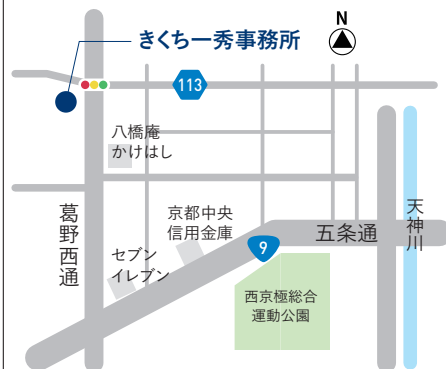 N
きくち一秀事務所
113
八橋庵
かけはし
葛野西通
京都中央
信用金庫
セブン
イレブン
9
五条通
天神川
西京極総合
運動公園